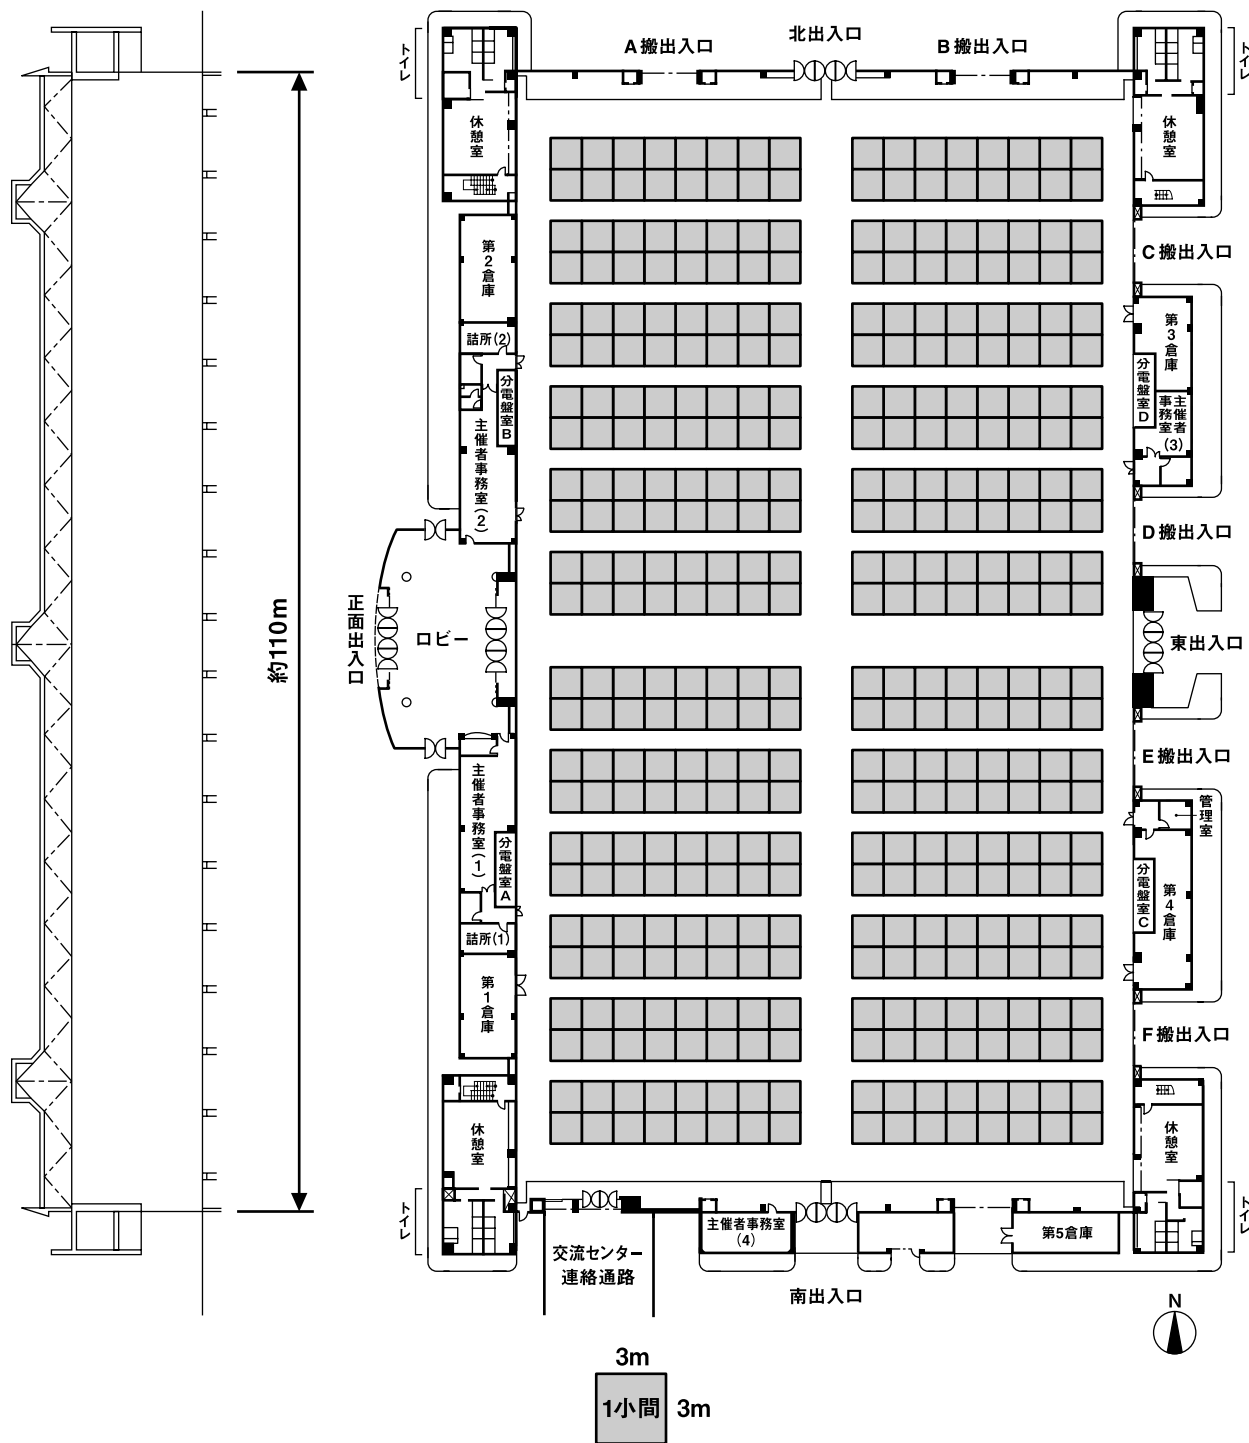 A搬出入口
北出入口
B搬出入口
トイレ
トイレ
休憩室
休憩室
第2倉庫
C搬出入口
詰所(2)
第3倉庫
分電盤室B
分電盤室D
主催者事務室(3)
主催者事務室(2)
D搬出入口
正面出入口
ロビー
東出入口
約110m
E搬出入口
主催者事務室(1)
管理室
分電盤室A
分電盤室C
第4倉庫
詰所(1)
第1倉庫
F搬出入口
休憩室
休憩室
トイレ
トイレ
主催者事務室
(4)
第5倉庫
交流センター
連絡通路
南出入口
N
3m
1小間
3m